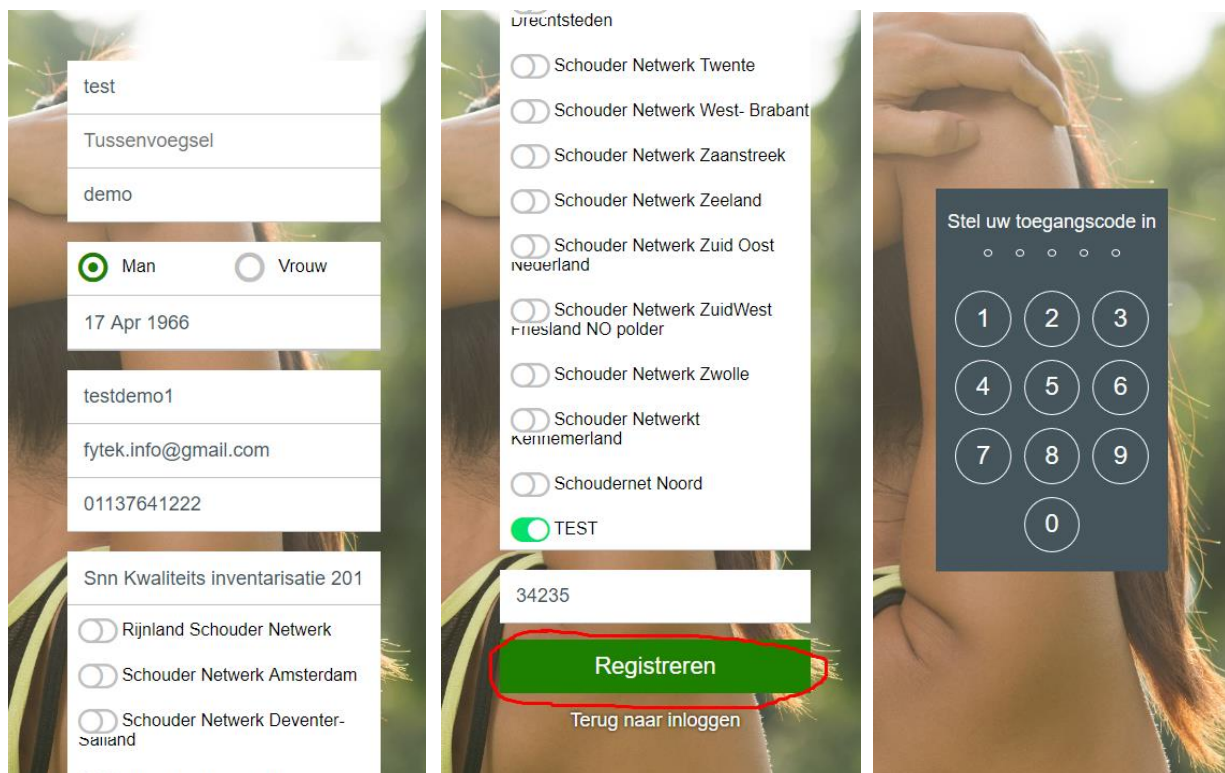 test
Tussenvoegsel
demo
Man
Vrouw
17 Apr 1966
testdemo1
fytek.info@gmail.com
01137641222
Snn Kwaliteits inventarisatie 201
Rijnland Schouder Netwerk
Schouder Netwerk Amsterdam
Schouder Netwerk Deventer-
Salland
Drechtsteden
Schouder Netwerk Twente
Schouder Netwerk West- Brabant
Schouder Netwerk Zaanstreek
Schouder Netwerk Zeeland
Schouder Netwerk Zuid Oost
Nederland
Schouder Netwerk ZuidWest
Friesland NO polder
Schouder Netwerk Zwolle
Schouder Netwerkt
Kennemerland
Schoudernet Noord
TEST
34235
Registreren
Terug naar inloggen
Stel uw toegangscode in
1 2 3
4 5 6
7 8 9
0